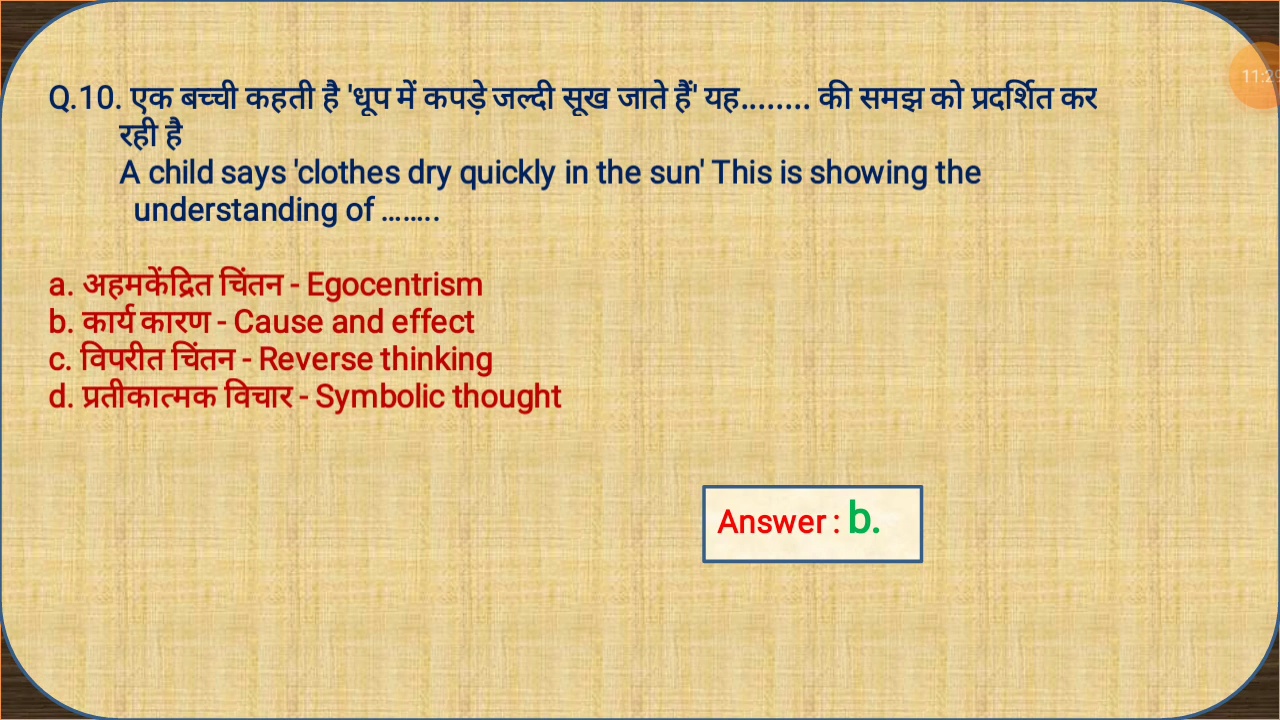 Q.10. एक बच्ची कहती है 'धूप में कपड़े जल्दी सूख जाते हैं' यह........ की समझ को प्रदर्शित कर
रही है
A child says 'clothes dry quickly in the sun' This is showing the
understanding of ........
a. अहमकेंद्रित चिंतन - Egocentrism
b. कार्य कारण - Cause and effect
c. विपरीत चिंतन - Reverse thinking
d. प्रतीकात्मक विचार - Symbolic thought
Answer : b.